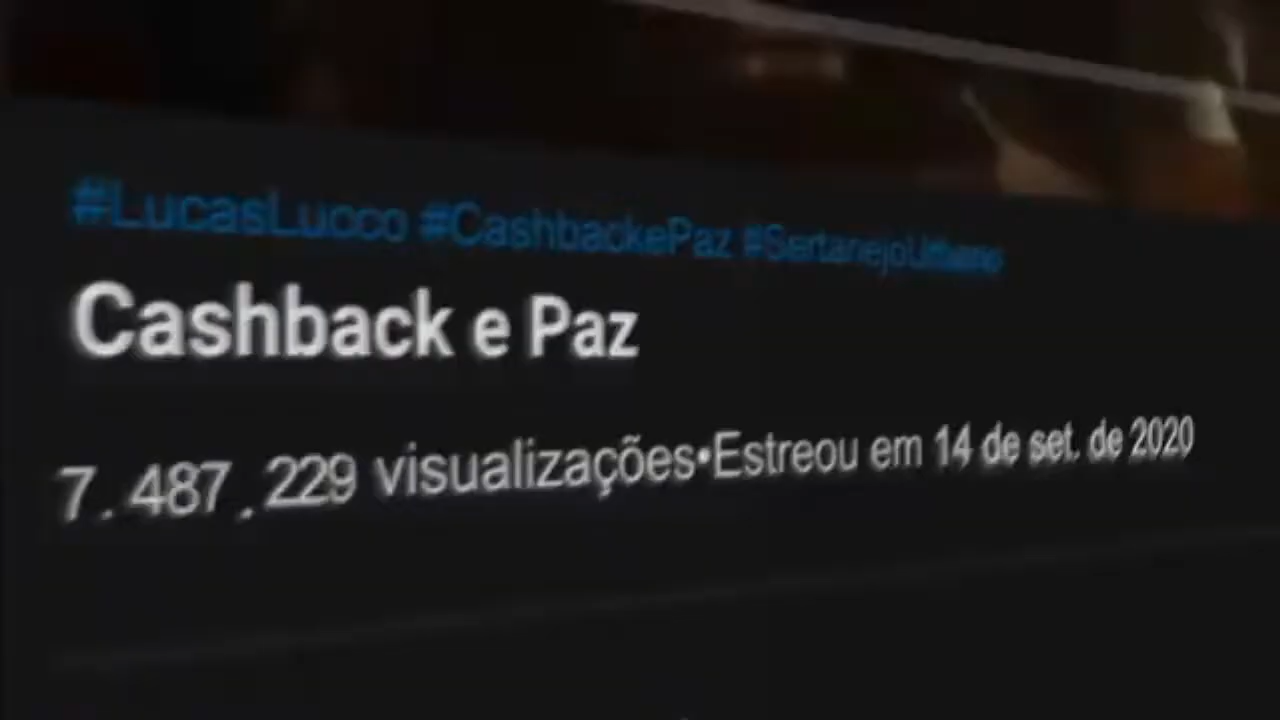 #LucasLucco #CashbackePaz #SertanejoUrbano
Cashback e Paz
7.487.229 visualizações•Estreou em 14 de set. de 2020